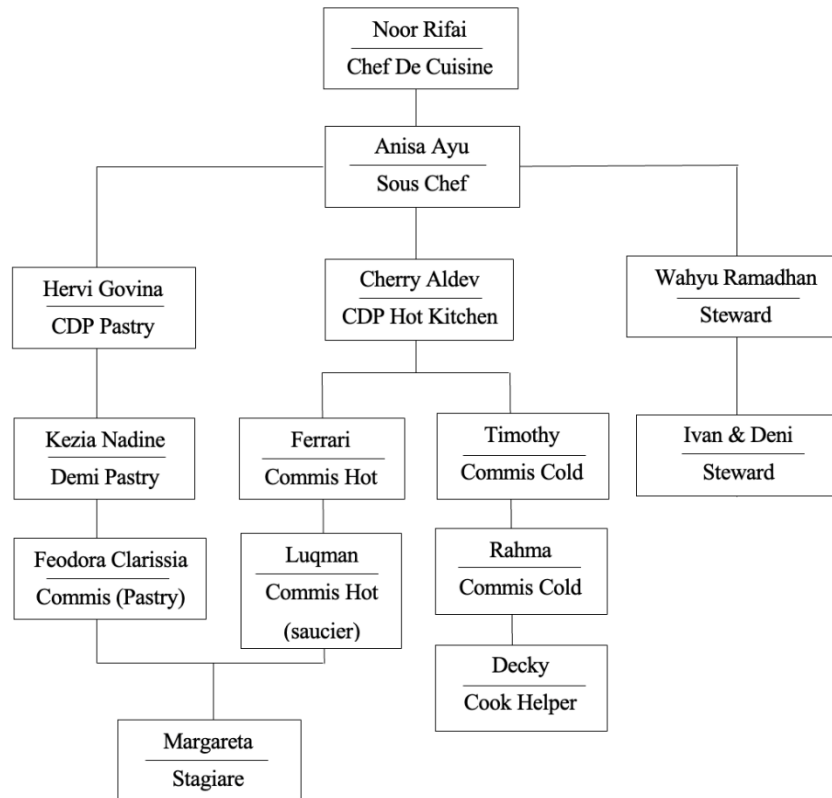 Noor Rifai
Chef De Cuisine
Anisa Ayu
Sous Chef
Hervi Govina
CDP Pastry
Cherry Aldev
CDP Hot Kitchen
Wahyu Ramadhan
Steward
Kezia Nadine
Demi Pastry
Ferrari
Commis Hot
Timothy
Commis Cold
Ivan & Deni
Steward
Feodora Clarissia
Commis (Pastry)
Luqman
Commis Hot
(saucier)
Rahma
Commis Cold
Decky
Cook Helper
Margareta
Stagiare